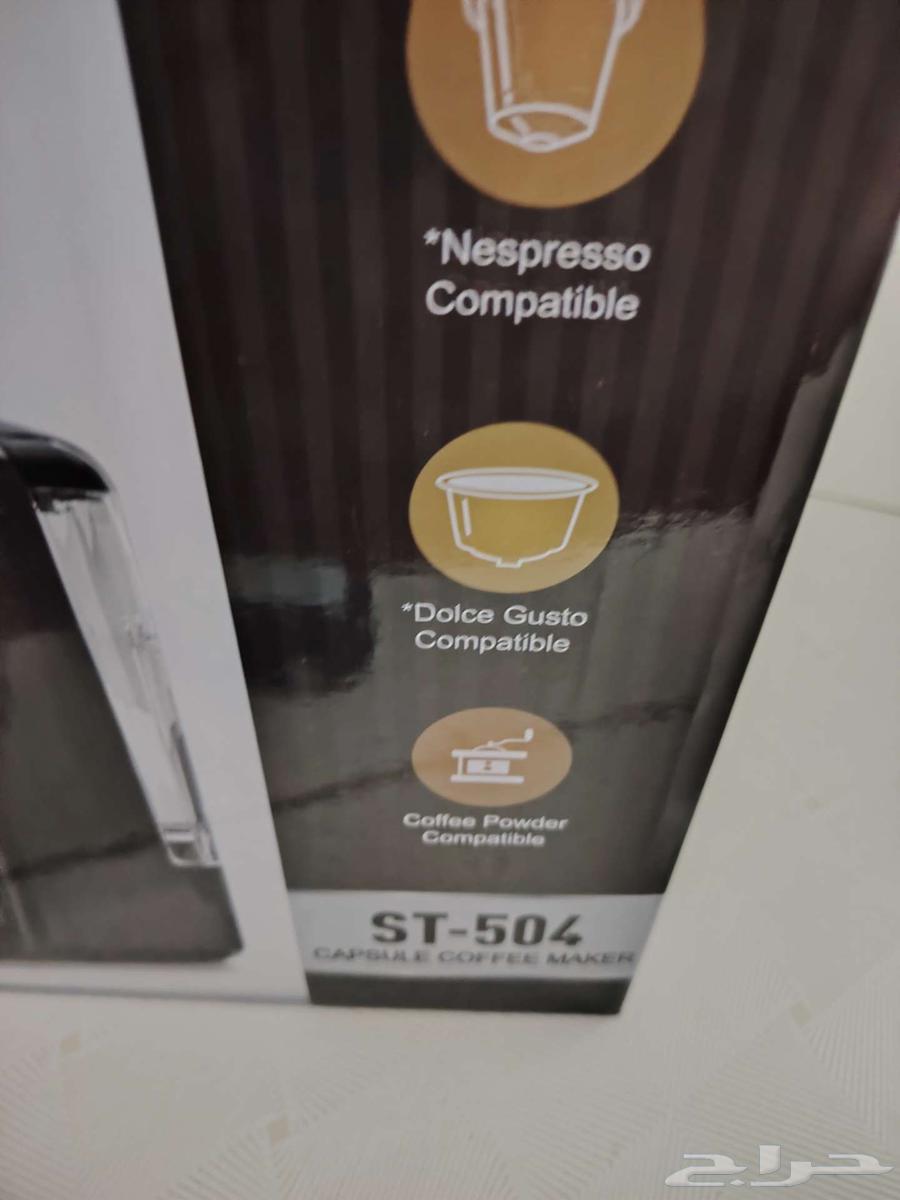 *Nespresso
Compatible
*Dolce Gusto
Compatible
Coffee Powder
Compatible
ST-504
CAPSULE COFFEE MAKER
حراج